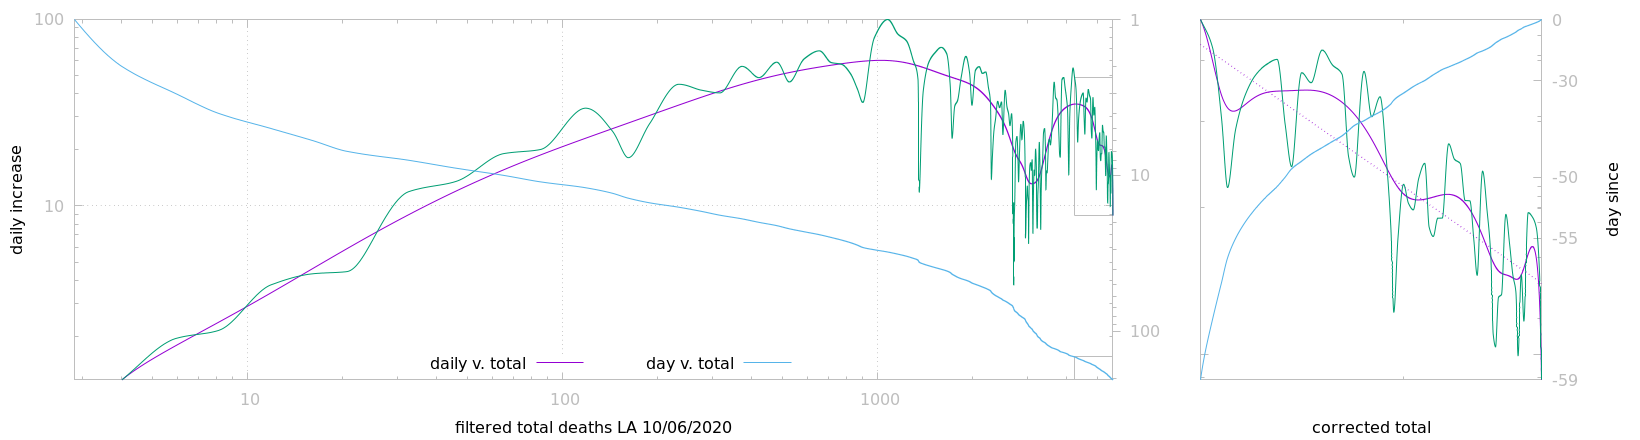 100
10
daily increase
daily v. total
day v. total
10
100
1000
filtered total deaths LA 10/06/2020
1
10
100
0
-30
-50
-55
-59
day since
corrected total